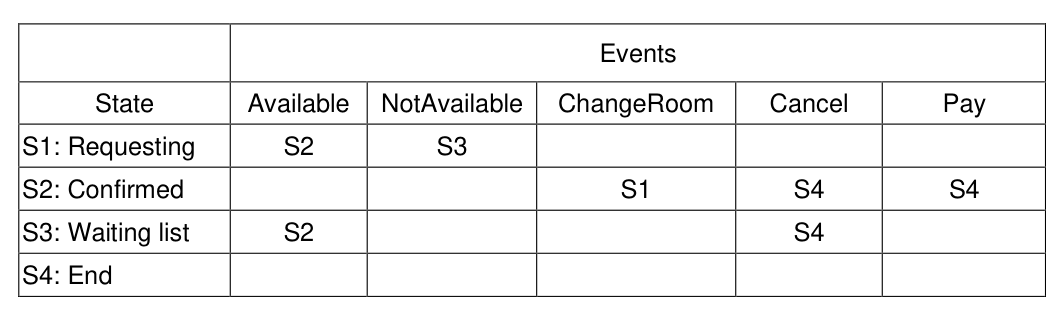 Events
State Available NotAvailable ChangeRoom Cancel Pay
S1: Requesting S2 S3
S2: Confirmed S1 S4 S4
S3: Waiting list S2 S4
S4: End